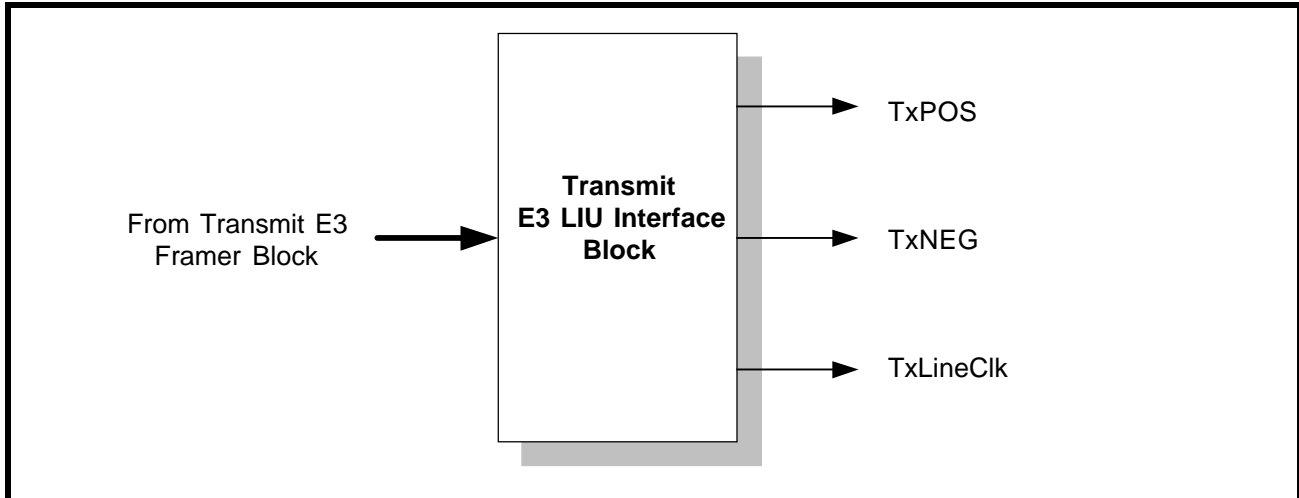 From Transmit E3
Framer Block
Transmit
E3 LIU Interface
Block
TxPOS
TxNEG
TxLineClk